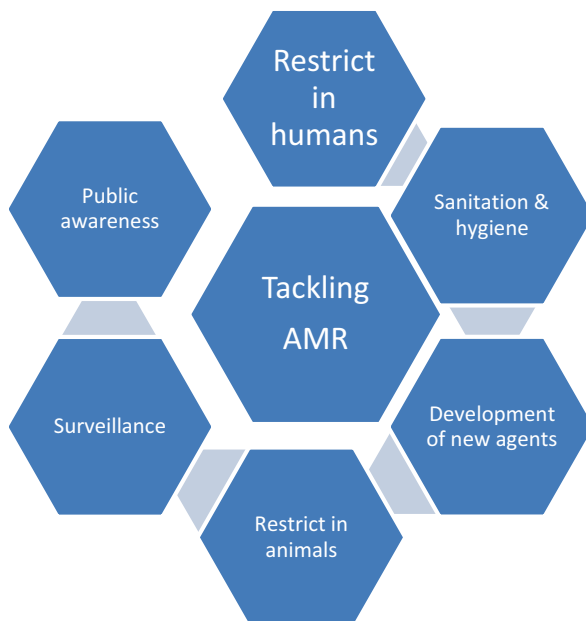 Restrict
in
humans
Public
awareness
Sanitation &
hygiene
Tackling
AMR
Surveillance
Development
of new agents
Restrict in
animals